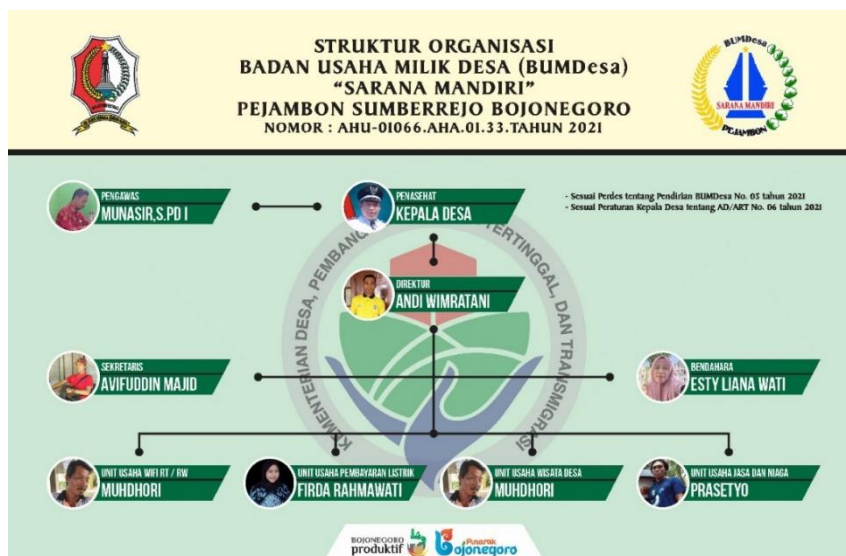 STRUKTUR ORGANISASI
BADAN USAHA MILIK DESA (BUMDesa)
“SARANA MANDIRI”
PEJAMBON SUMBERREJO BOJONEGORO
NOMOR : AHU-01066.AHA.01.33.TAHUN 2021
BUMDesa
SARANA MANDIRI
PEJAMBON
PENGAWAS
MUNASIR,S.PD I
PENASEHAT
KEPALA DESA
- Sesuai Perdes tentang Pendirian BUMDesa No. 05 tahun 2021
- Sesuai Peraturan Kepala Desa tentang AD/ART No. 06 tahun 2021
DIREKTUR
ANDI WIMRATANI
KEMENTERIAN DESA, PEMBANG TERTINGGAL, DAN TRANSMIGRASI
SEKRETARIS
AVIFUDDIN MAJID
BENDAHARA
ESTY LIANA WATI
UNIT USAHA WIFI RT / RW
MUHDHORI
UNIT USAHA PEMBAYARAN LISTRIK
FIRDA RAHMAWATI
UNIT USAHA WISATA DESA
MUHDHORI
UNIT USAHA JASA DAN NIAGA
PRASETYO
BOJONEGORO
produktif
Pinarak
Bojonegoro